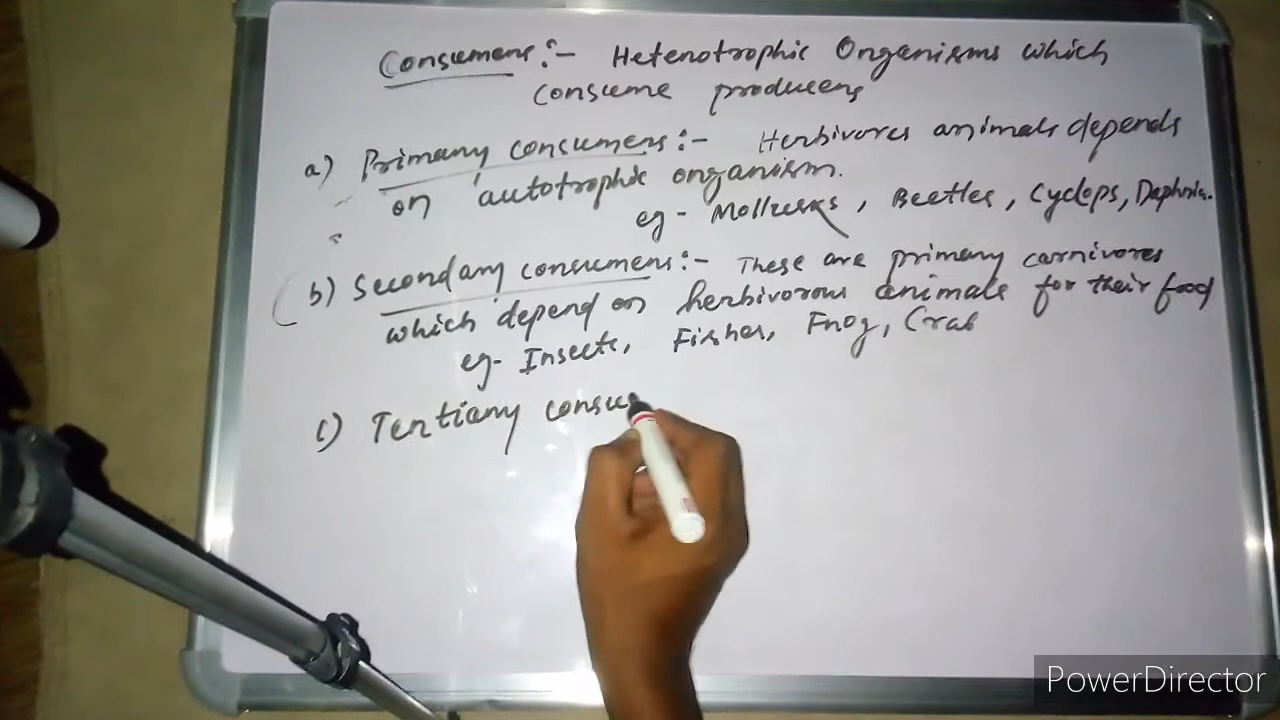 Consumers:- Heterotrophic Organisms which
consume producers
a) Primary consumers:- Herbivores animals depends
on autotrophic organism.
eg- Mollusks, Beetles, Cyclops, Daphnia.
b) Secondary consumers:- These are primary carnivores
which depend on herbivorous animals for their food
eg- Insects, Fishes, Frog, Crab
c) Tertiary consu
PowerDirector